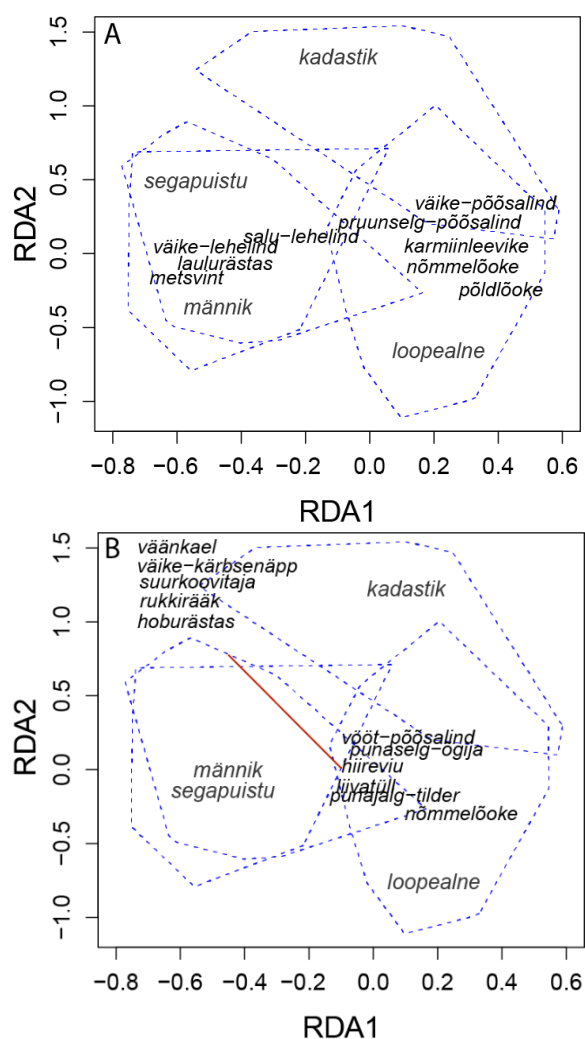 A
kadastik
segapuistu
väike–põõsalind
pruunselg–põõsalind
salu–lehelind
väike–lehelind
karmiinleevike
laulurästas
nõmmelõoke
metsvint
põldlõoke
männik
loopealne
RDA2
1.5
1.0
0.5
0.0
−0.5
−1.0
−0.8 −0.6 −0.4 −0.2 0.0 0.2 0.4 0.6
RDA1
B
väänkael
väike–kärbsenäpp
suurkoovitaja
rukkirääk
hoburästas
kadastik
vööt–põõsalind
punaselg–õgija
hiireviu
liivatüll
punajalg–tilder
nõmmelõoke
männik
segapuistu
loopealne
RDA2
1.5
1.0
0.5
0.0
−0.5
−1.0
−0.8 −0.6 −0.4 −0.2 0.0 0.2 0.4 0.6
RDA1